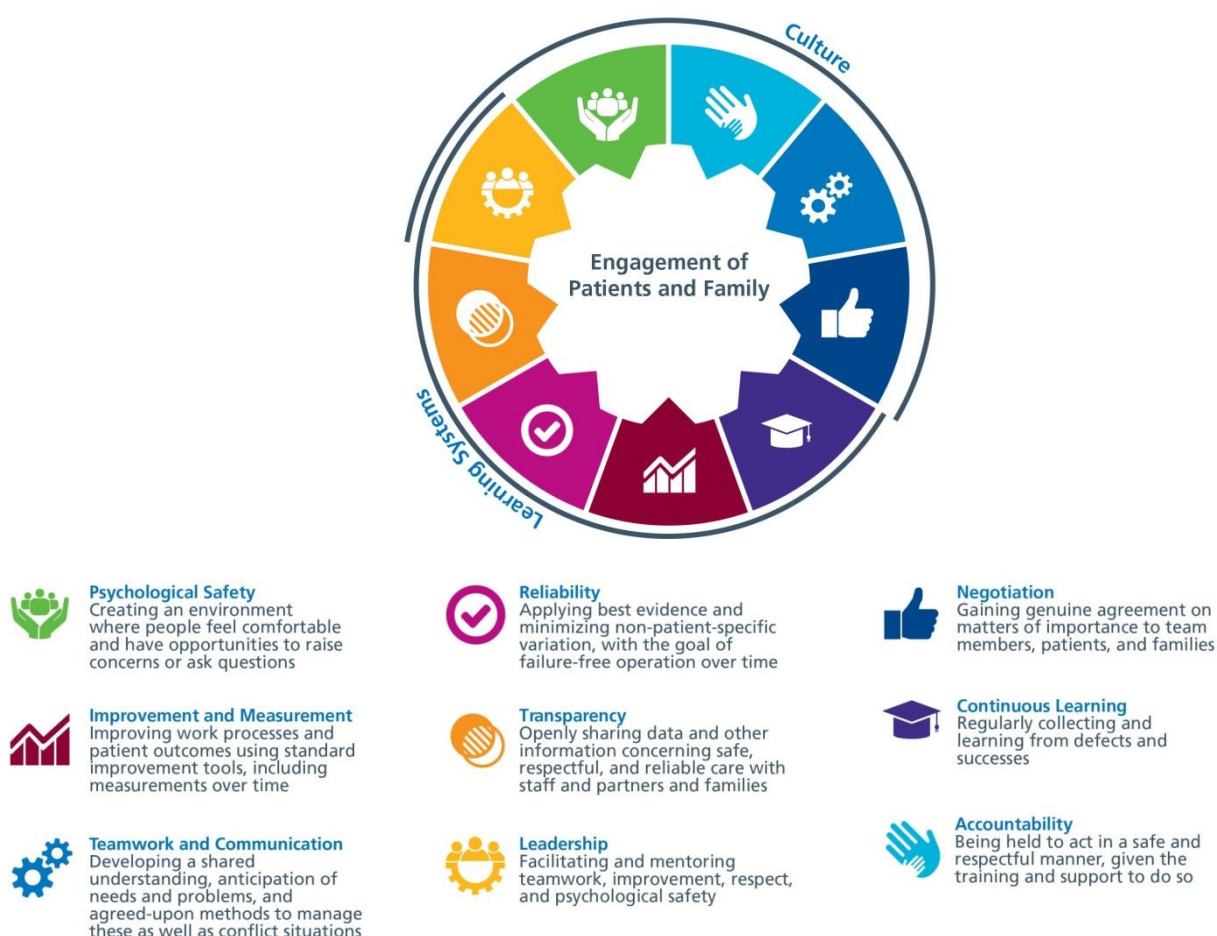 Culture
Engagement of
Patients and Family
Learning Systems
Psychological Safety
Creating an environment
where people feel comfortable
and have opportunities to raise
concerns or ask questions
Improvement and Measurement
Improving work processes and
patient outcomes using standard
improvement tools, including
measurements over time
Teamwork and Communication
Developing a shared
understanding, anticipation of
needs and problems, and
agreed-upon methods to manage
these as well as conflict situations
Reliability
Applying best evidence and
minimizing non-patient-specific
variation, with the goal of
failure-free operation over time
Transparency
Openly sharing data and other
information concerning safe,
respectful, and reliable care with
staff and partners and families
Leadership
Facilitating and mentoring
teamwork, improvement, respect,
and psychological safety
Negotiation
Gaining genuine agreement on
matters of importance to team
members, patients, and families
Continuous Learning
Regularly collecting and
learning from defects and
successes
Accountability
Being held to act in a safe and
respectful manner, given the
training and support to do so